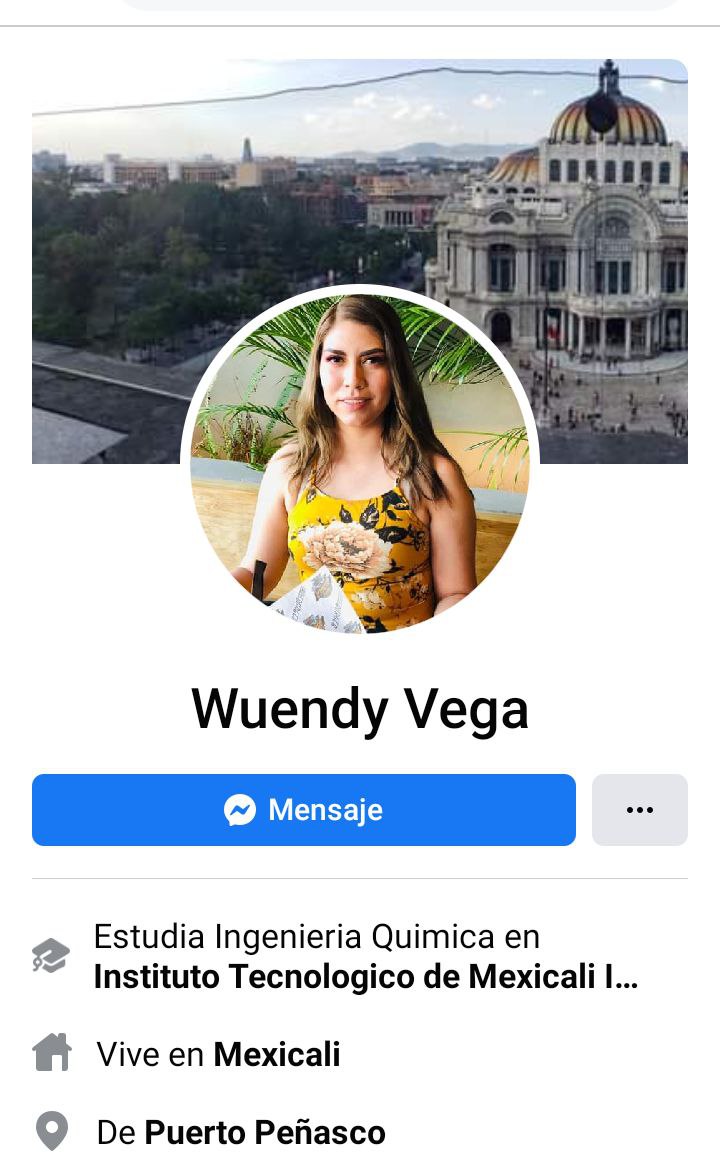 Wuendy Vega
Mensaje
Estudia Ingenieria Quimica en
Instituto Tecnologico de Mexicali I...
Vive en Mexicali
De Puerto Peñasco